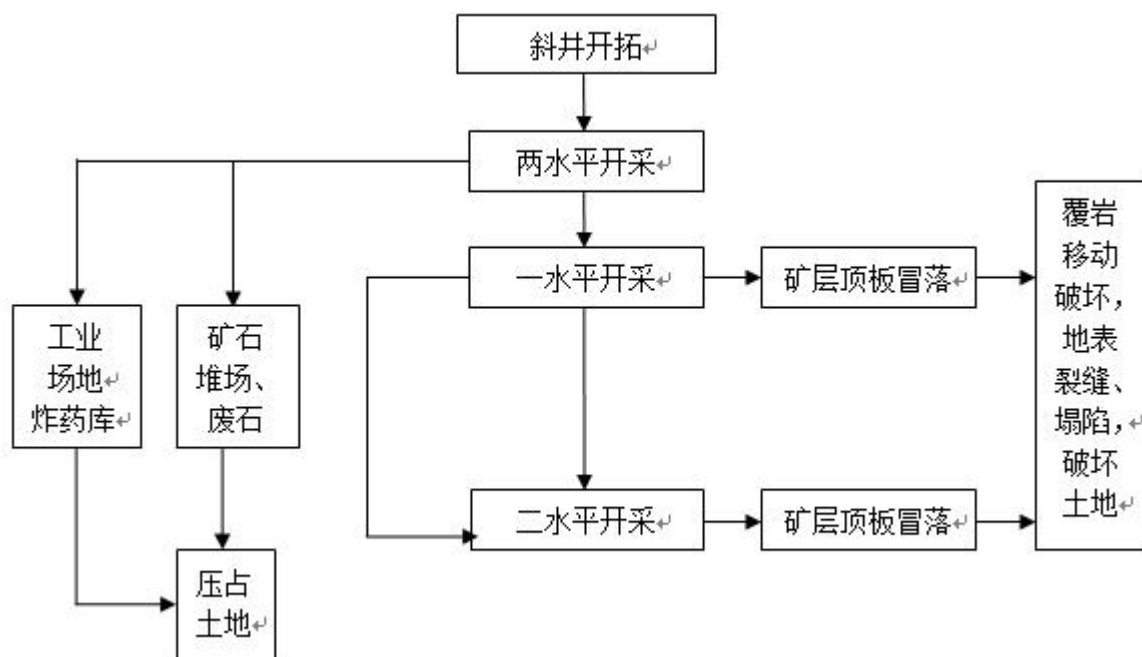 斜井开拓
两水平开采
一水平开采
矿层顶板冒落
覆岩
移动
破坏，
地表
裂缝、
塌陷，
破坏
土地
工业
场地
炸药库
矿石
堆场、
废石
二水平开采
矿层顶板冒落
压占
土地